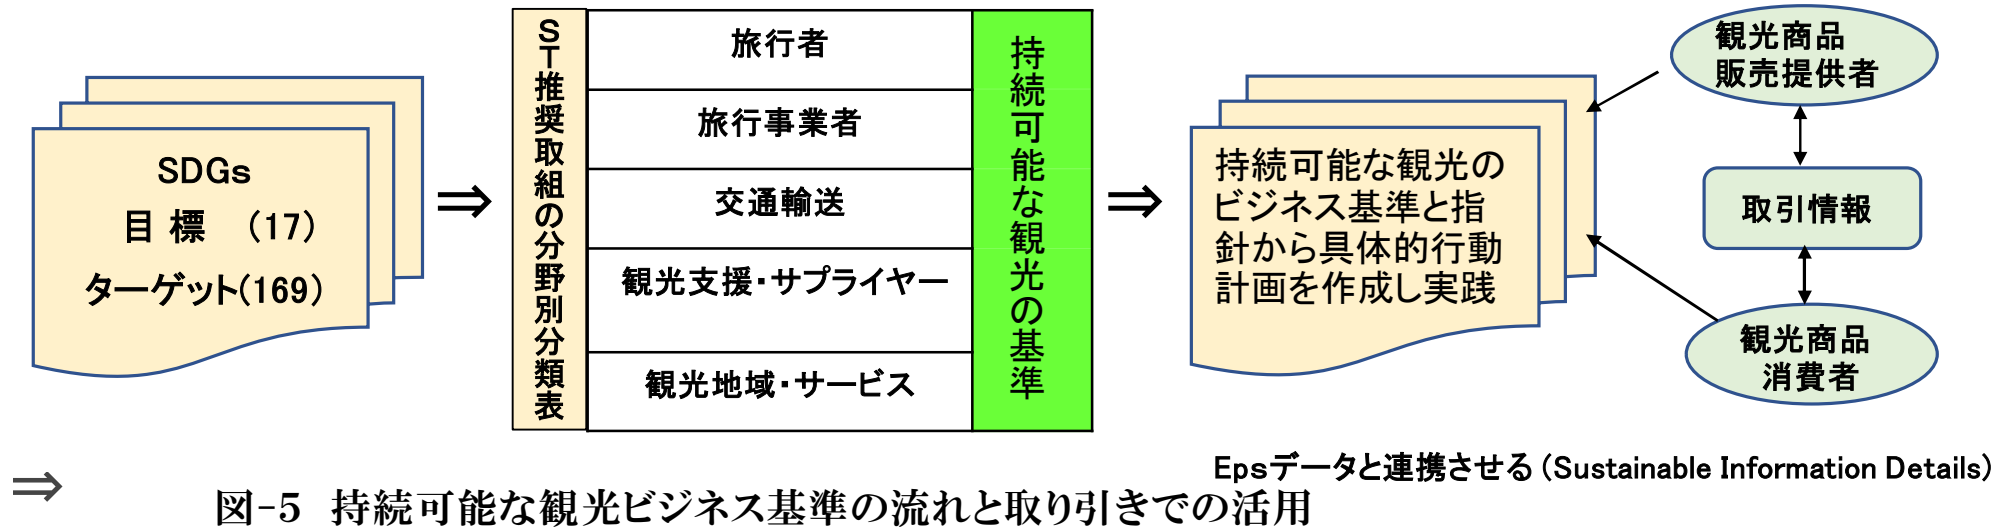 SDGs
目 標 （17）
ターゲット(169)
⇒
ST推奨取組の分野別分類表
旅行者
旅行事業者
交通輸送
観光支援・サプライヤー
観光地域・サービス
持続可能な観光の基準
⇒
持続可能な観光の
ビジネス基準と指
針から具体的行動
計画を作成し実践
観光商品
販売提供者
取引情報
観光商品
消費者
Epsデータと連携させる（Sustainable Information Details）
⇒
図-5 持続可能な観光ビジネス基準の流れと取り引きでの活用